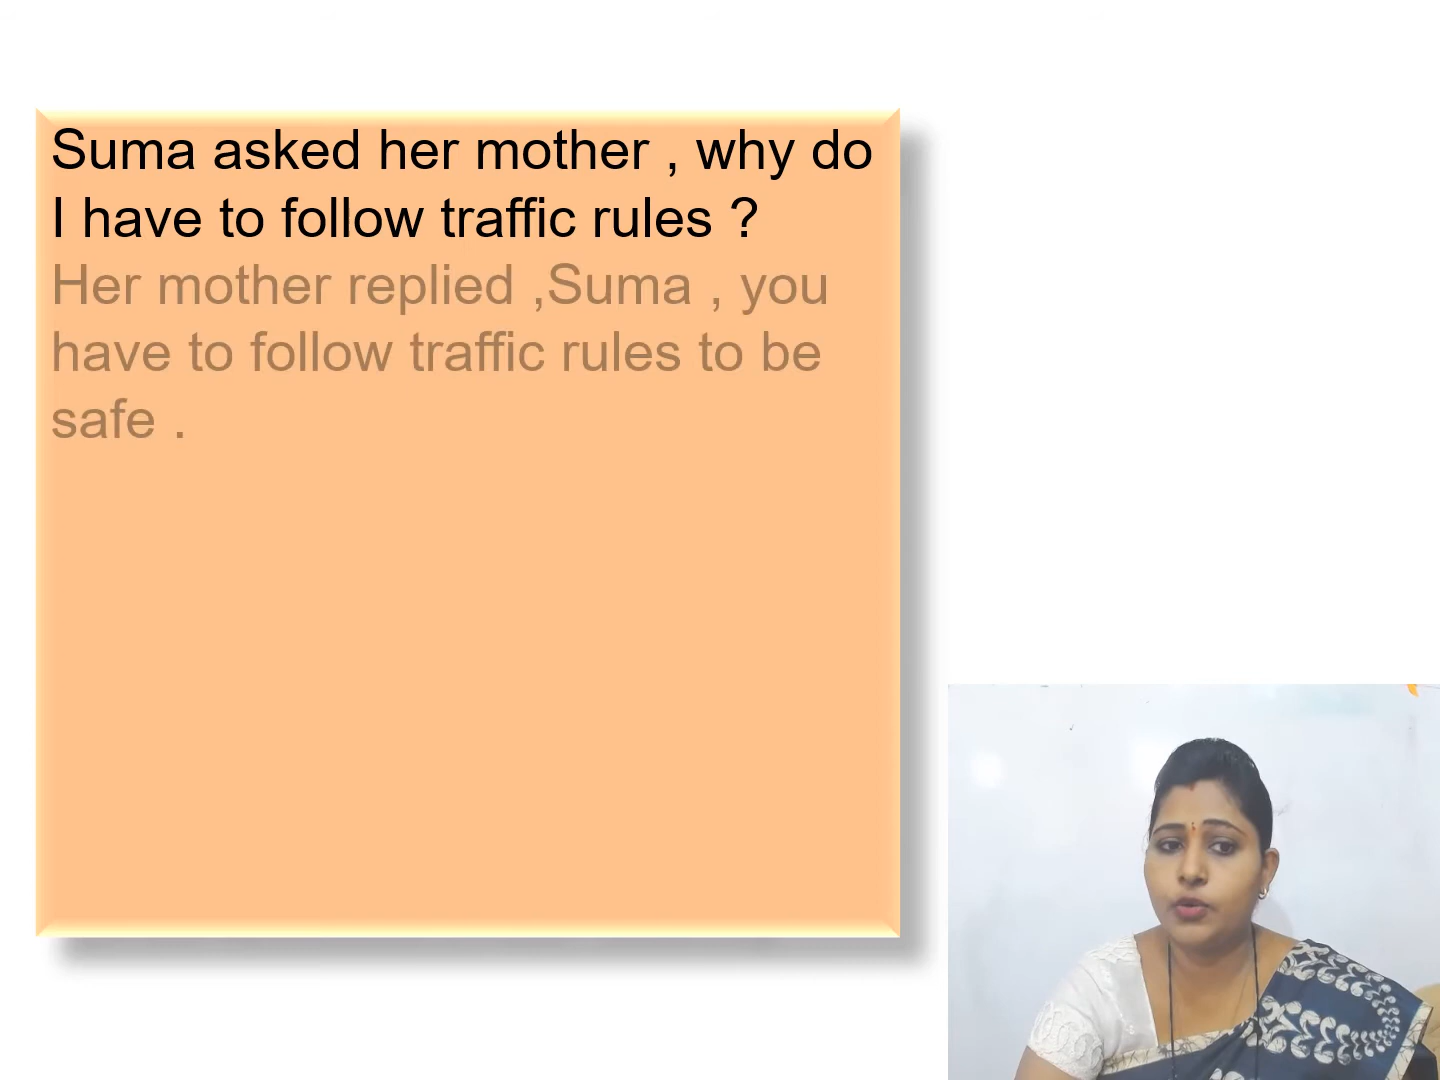 Suma asked her mother , why do
I have to follow traffic rules ?
Her mother replied ,Suma , you
have to follow traffic rules to be
safe .